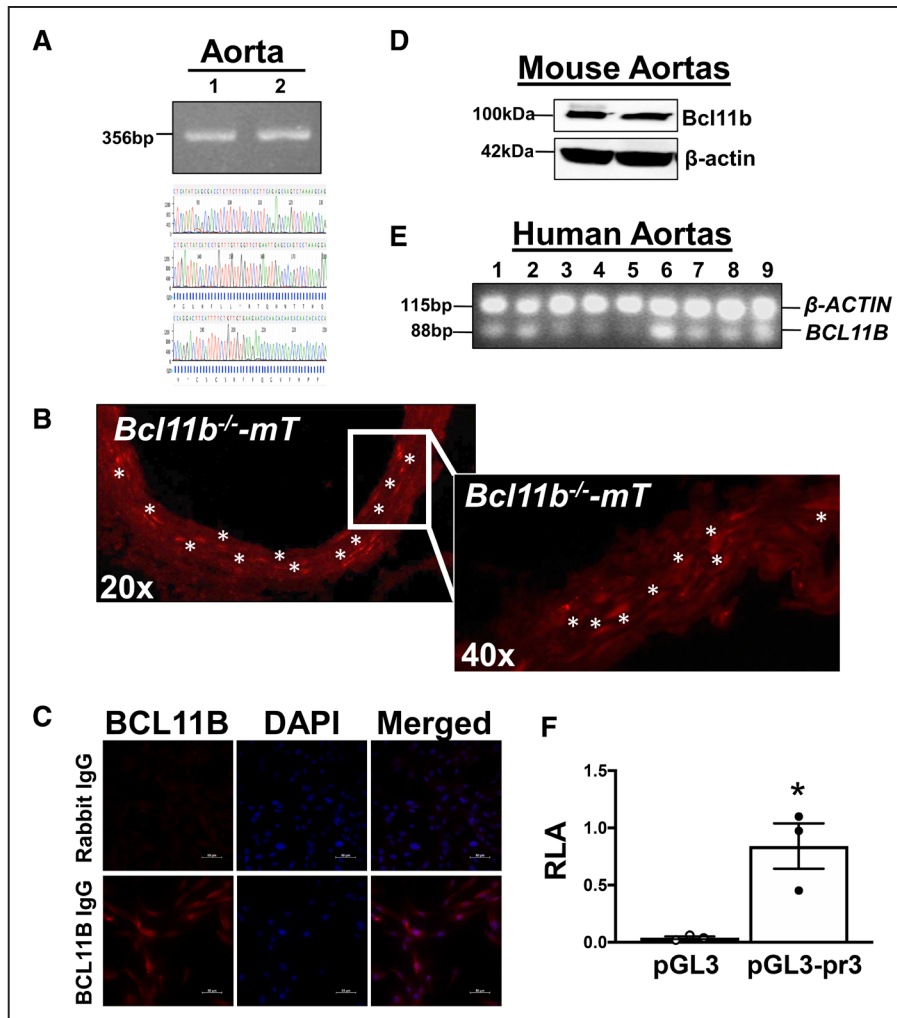 A
Aorta
1 2
356bp
B
Bcl11b-/--mT
20x
Bcl11b-/--mT
40x
C
BCL11B DAPI Merged
Rabbit IgG
BCL11B IgG
D
Mouse Aortas
100kDa Bcl11b
42kDa β-actin
E
Human Aortas
1 2 3 4 5 6 7 8 9
115bp β-ACTIN
88bp BCL11B
F
RLA
1.5
*
1.0
0.5
0.0
pGL3 pGL3-pr3